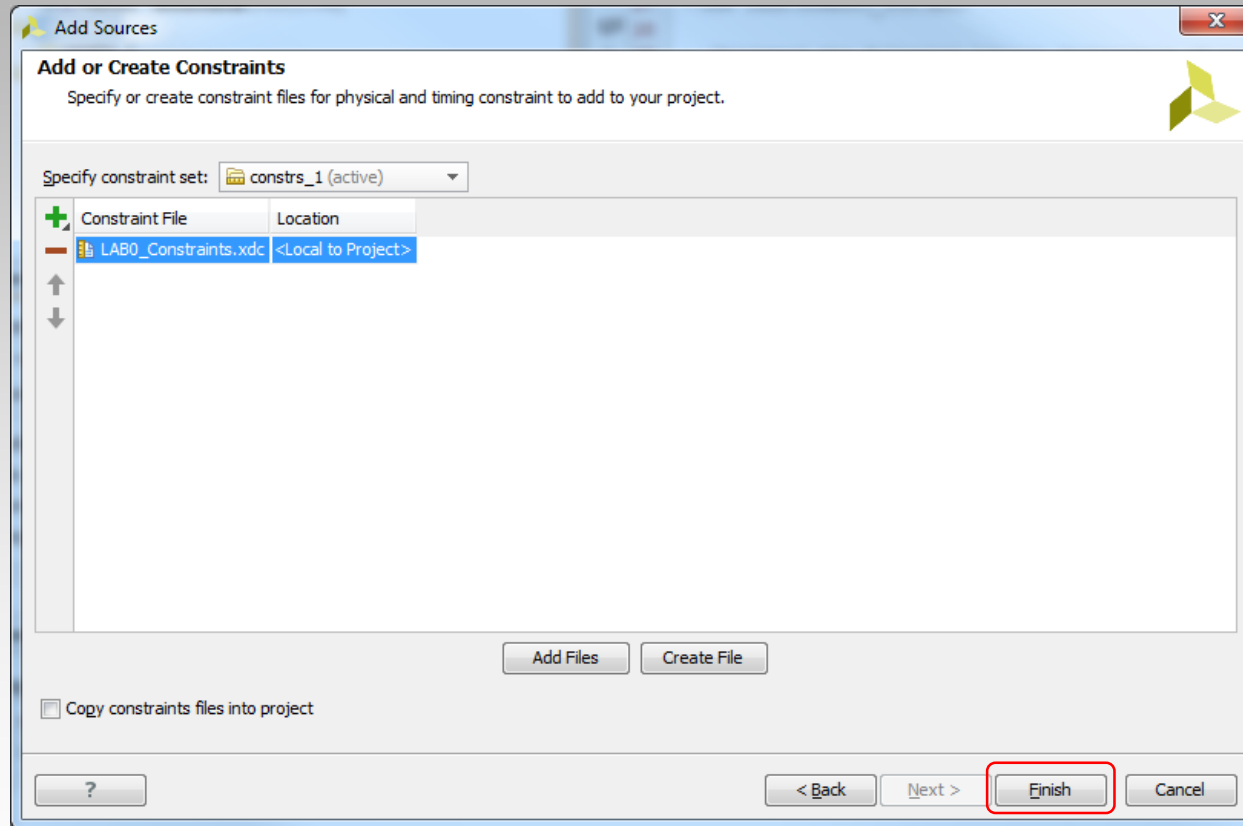 Add Sources
Add or Create Constraints
Specify or create constraint files for physical and timing constraint to add to your project.
Specify constraint set: constrs_1 (active)
Constraint File Location
LAB0_Constraints.xdc <Local to Project>
Add Files Create File
Copy constraints files into project
? < Back Next > Finish Cancel